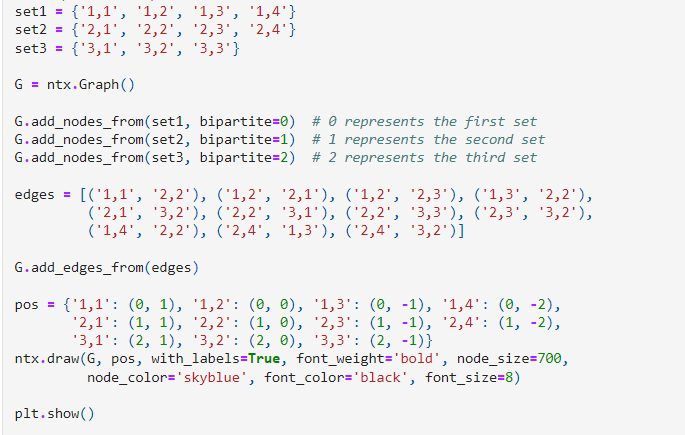 set1 = {'1,1', '1,2', '1,3', '1,4'}
set2 = {'2,1', '2,2', '2,3', '2,4'}
set3 = {'3,1', '3,2', '3,3'}
G = ntx.Graph()
G.add_nodes_from(set1, bipartite=0)  # 0 represents the first set
G.add_nodes_from(set2, bipartite=1)  # 1 represents the second set
G.add_nodes_from(set3, bipartite=2)  # 2 represents the third set
edges = [('1,1', '2,2'), ('1,2', '2,1'), ('1,2', '2,3'), ('1,3', '2,2'),
         ('2,1', '3,2'), ('2,2', '3,1'), ('2,2', '3,3'), ('2,3', '3,2'),
         ('1,4', '2,2'), ('2,4', '1,3'), ('2,4', '3,2')]
G.add_edges_from(edges)
pos = {'1,1': (0, 1), '1,2': (0, 0), '1,3': (0, -1), '1,4': (0, -2),
       '2,1': (1, 1), '2,2': (1, 0), '2,3': (1, -1), '2,4': (1, -2),
       '3,1': (2, 1), '3,2': (2, 0), '3,3': (2, -1)}
ntx.draw(G, pos, with_labels=True, font_weight='bold', node_size=700,
         node_color='skyblue', font_color='black', font_size=8)
plt.show()